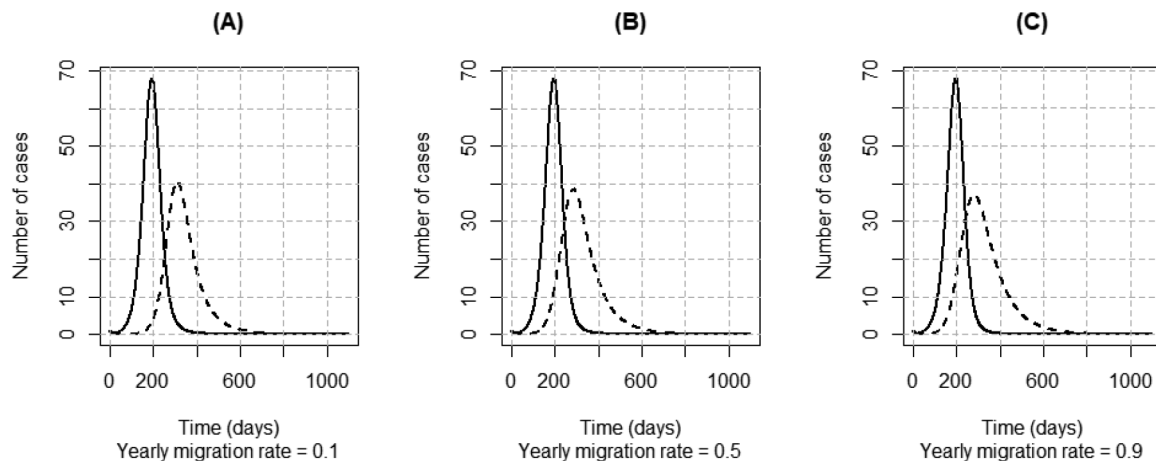 (A)
70
50
30
10
0
Number of cases
0 200 600 1000
Time (days)
Yearly migration rate = 0.1
(B)
70
50
30
10
0
Number of cases
0 200 600 1000
Time (days)
Yearly migration rate = 0.5
(C)
70
50
30
10
0
Number of cases
0 200 600 1000
Time (days)
Yearly migration rate = 0.9